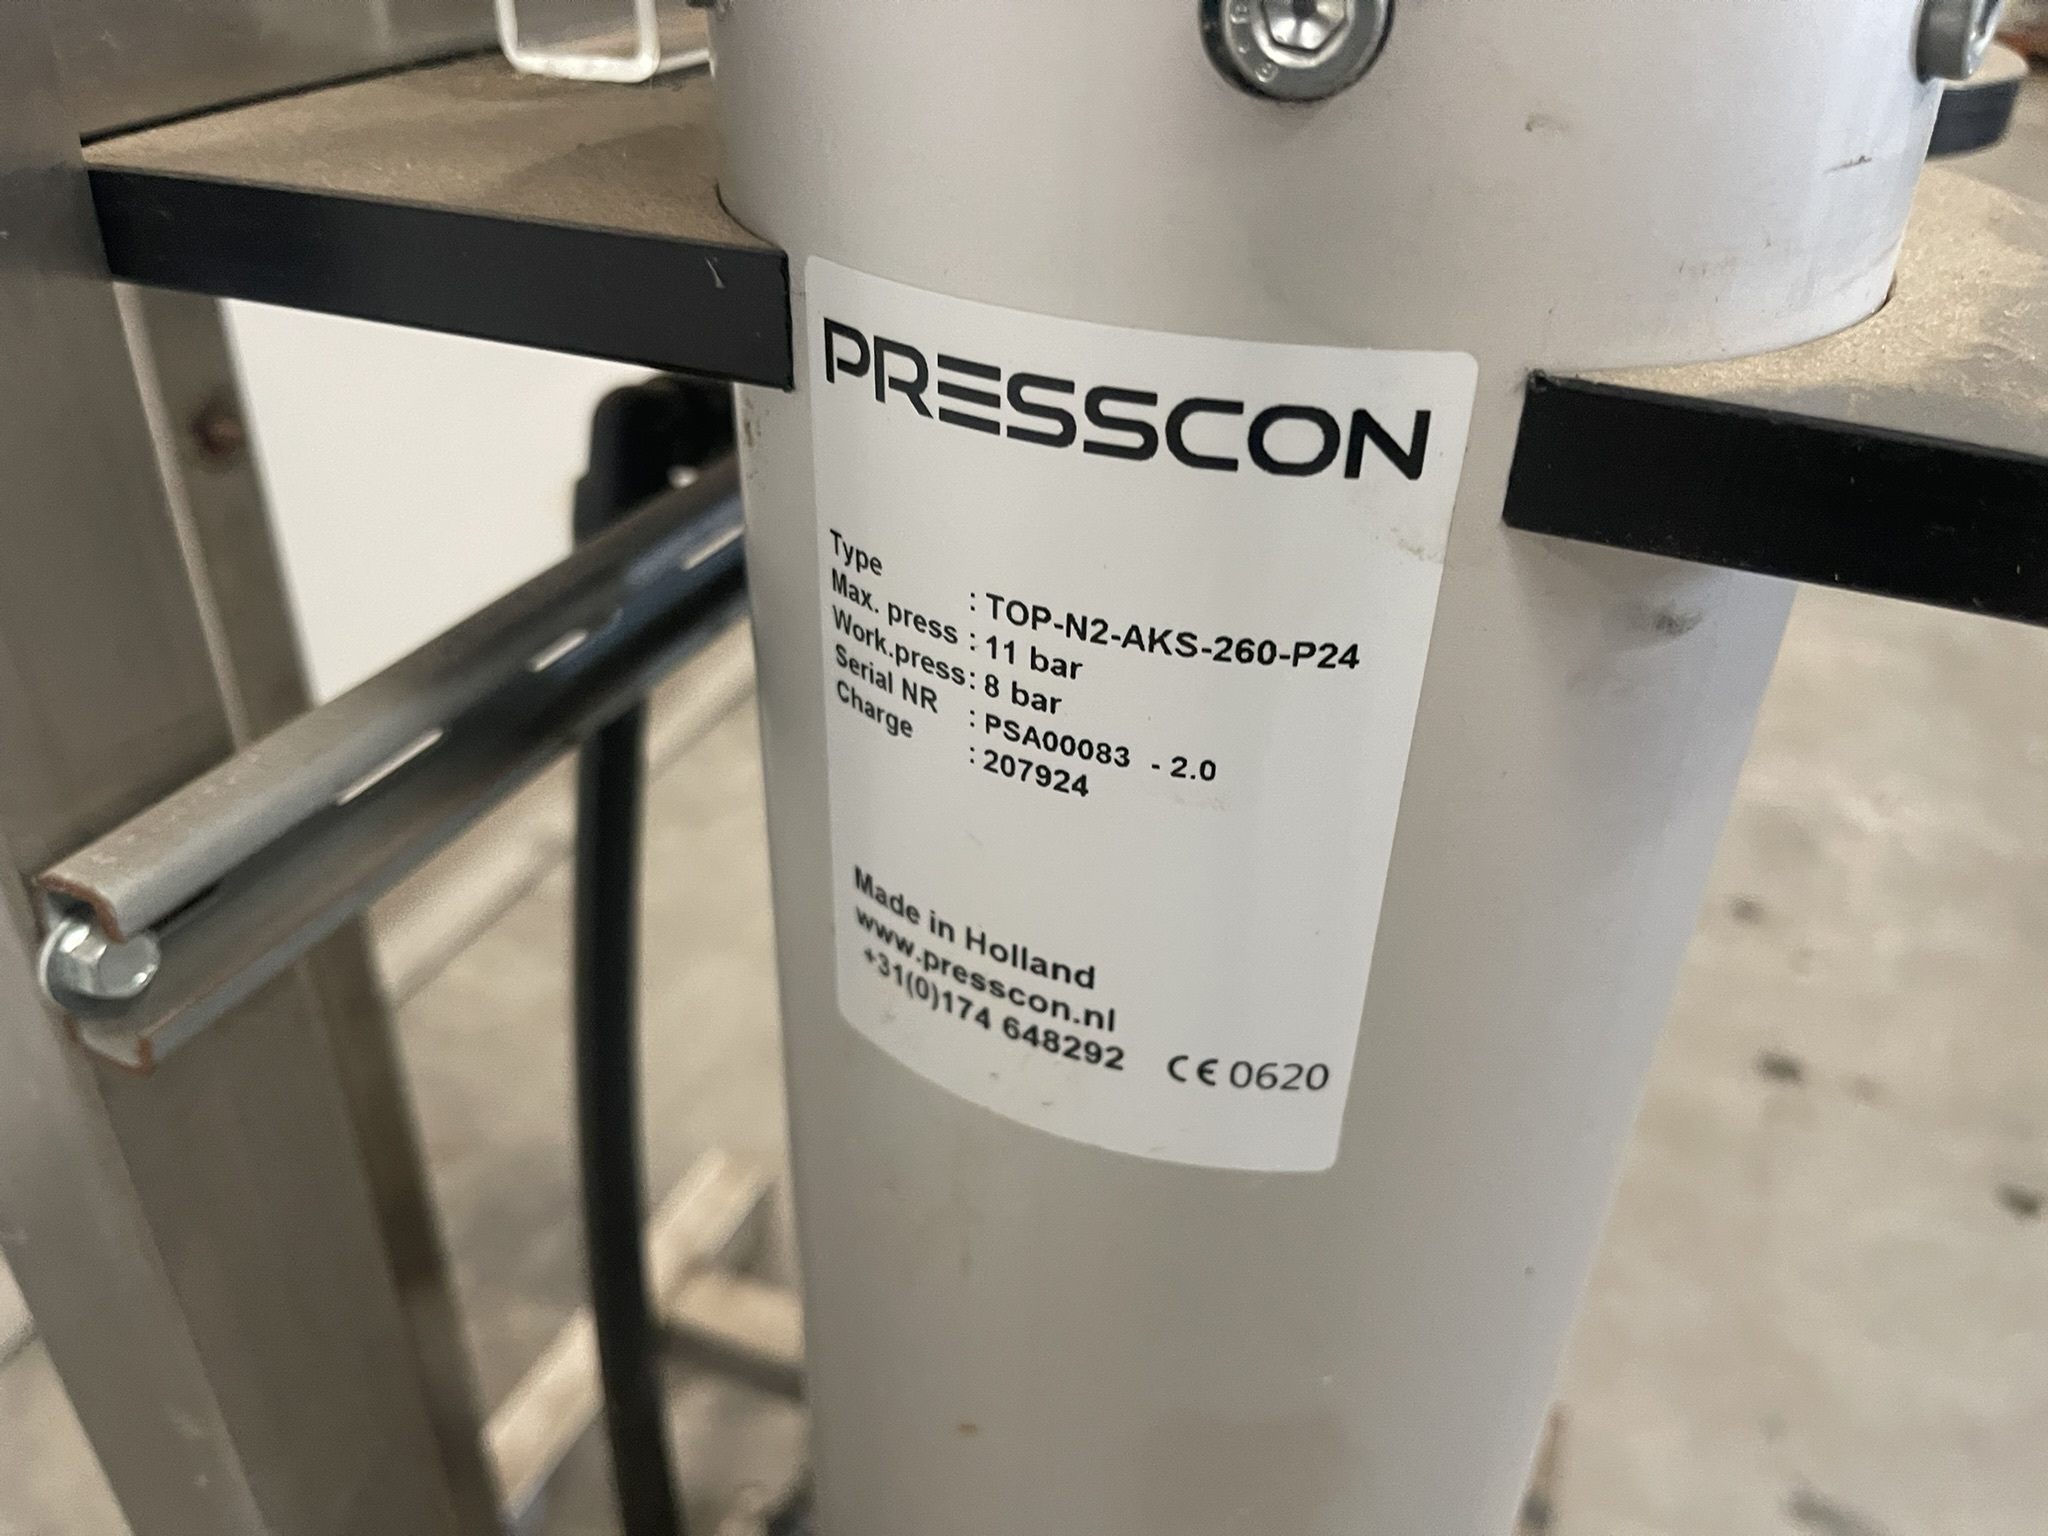 PRESSCON
Type : TOP-N2-AKS-260-P24
Max. press : 11 bar
Work.press : 8 bar
Serial NR : PSA00083 - 2.0
Charge : 207924
Made in Holland
www.presscon.nl
+31(0)174 648292 CE 0620